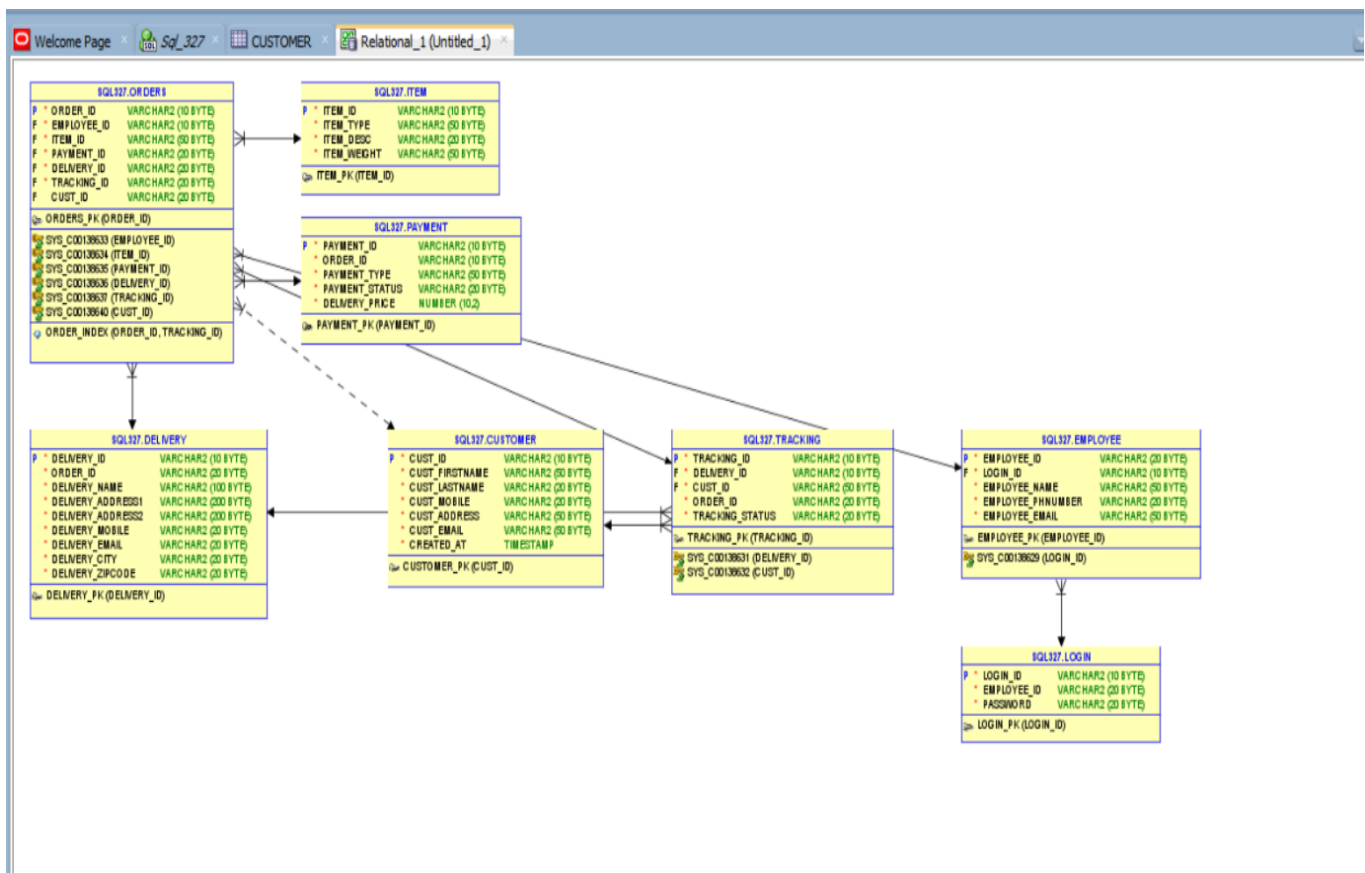 Welcome Page × Sql_327 × CUSTOMER × Relational_1 (Untitled_1) ×
SQL327.ORDERS
P * ORDER_ID VARCHAR2 (10 BYTE)
F * EMPLOYEE_ID VARCHAR2 (10 BYTE)
F * ITEM_ID VARCHAR2 (50 BYTE)
F * PAYMENT_ID VARCHAR2 (20 BYTE)
F * DELIVERY_ID VARCHAR2 (20 BYTE)
F * TRACKING_ID VARCHAR2 (20 BYTE)
F CUST_ID VARCHAR2 (20 BYTE)
ORDERS_PK (ORDER_ID)
SYS_C00138633 (EMPLOYEE_ID)
SYS_C00138634 (ITEM_ID)
SYS_C00138635 (PAYMENT_ID)
SYS_C00138636 (DELIVERY_ID)
SYS_C00138637 (TRACKING_ID)
SYS_C00138640 (CUST_ID)
ORDER_INDEX (ORDER_ID, TRACKING_ID)
SQL327.ITEM
P * ITEM_ID VARCHAR2 (10 BYTE)
* ITEM_TYPE VARCHAR2 (50 BYTE)
* ITEM_DESC VARCHAR2 (20 BYTE)
* ITEM_WEIGHT VARCHAR2 (50 BYTE)
ITEM_PK (ITEM_ID)
SQL327.PAYMENT
P * PAYMENT_ID VARCHAR2 (10 BYTE)
* ORDER_ID VARCHAR2 (10 BYTE)
* PAYMENT_TYPE VARCHAR2 (50 BYTE)
* PAYMENT_STATUS VARCHAR2 (20 BYTE)
* DELIVERY_PRICE NUMBER (10,2)
PAYMENT_PK (PAYMENT_ID)
SQL327.DELIVERY
P * DELIVERY_ID VARCHAR2 (10 BYTE)
* ORDER_ID VARCHAR2 (20 BYTE)
* DELIVERY_NAME VARCHAR2 (100 BYTE)
* DELIVERY_ADDRESS1 VARCHAR2 (200 BYTE)
* DELIVERY_ADDRESS2 VARCHAR2 (200 BYTE)
* DELIVERY_MOBILE VARCHAR2 (20 BYTE)
* DELIVERY_EMAIL VARCHAR2 (20 BYTE)
* DELIVERY_CITY VARCHAR2 (20 BYTE)
* DELIVERY_ZIPCODE VARCHAR2 (20 BYTE)
DELIVERY_PK (DELIVERY_ID)
SQL327.CUSTOMER
P * CUST_ID VARCHAR2 (10 BYTE)
* CUST_FIRSTNAME VARCHAR2 (50 BYTE)
* CUST_LASTNAME VARCHAR2 (20 BYTE)
* CUST_MOBILE VARCHAR2 (20 BYTE)
* CUST_ADDRESS VARCHAR2 (50 BYTE)
* CUST_EMAIL VARCHAR2 (50 BYTE)
* CREATED_AT TIMESTAMP
CUSTOMER_PK (CUST_ID)
SQL327.TRACKING
P * TRACKING_ID VARCHAR2 (10 BYTE)
F * DELIVERY_ID VARCHAR2 (10 BYTE)
F * CUST_ID VARCHAR2 (50 BYTE)
* ORDER_ID VARCHAR2 (20 BYTE)
* TRACKING_STATUS VARCHAR2 (20 BYTE)
TRACKING_PK (TRACKING_ID)
SYS_C00138631 (DELIVERY_ID)
SYS_C00138632 (CUST_ID)
SQL327.EMPLOYEE
P * EMPLOYEE_ID VARCHAR2 (20 BYTE)
F * LOGIN_ID VARCHAR2 (10 BYTE)
* EMPLOYEE_NAME VARCHAR2 (50 BYTE)
* EMPLOYEE_PHNUMBER VARCHAR2 (20 BYTE)
* EMPLOYEE_EMAIL VARCHAR2 (50 BYTE)
EMPLOYEE_PK (EMPLOYEE_ID)
SYS_C00138629 (LOGIN_ID)
SQL327.LOGIN
P * LOGIN_ID VARCHAR2 (10 BYTE)
* EMPLOYEE_ID VARCHAR2 (20 BYTE)
* PASSWORD VARCHAR2 (20 BYTE)
LOGIN_PK (LOGIN_ID)